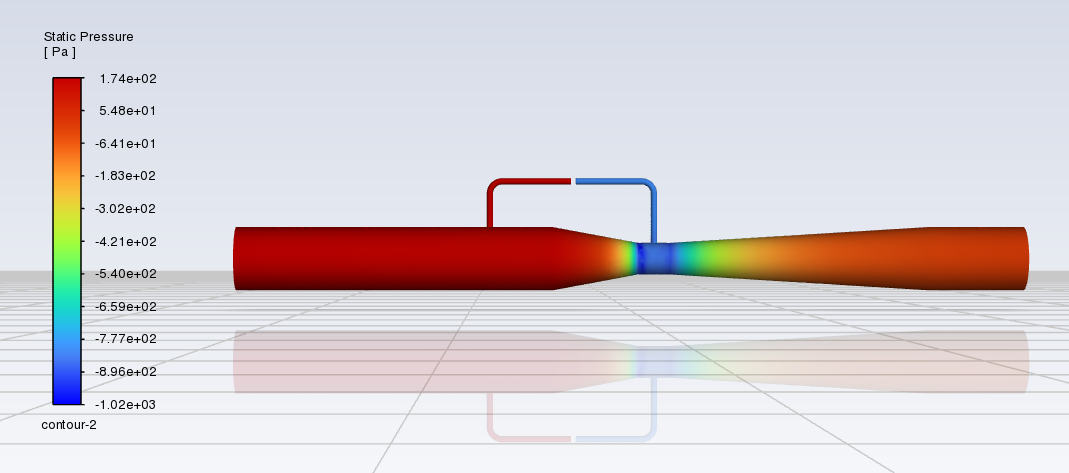 Static Pressure
[ Pa ]
1.74e+02
5.48e+01
-6.41e+01
-1.83e+02
-3.02e+02
-4.21e+02
-5.40e+02
-6.59e+02
-7.77e+02
-8.96e+02
-1.02e+03
contour-2